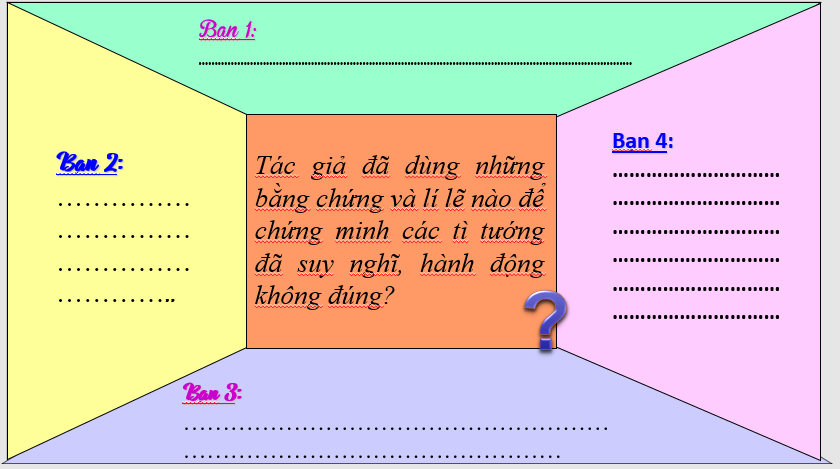 Bạn 1:
................................................................................................................
Bạn 2:
……………
……………
……………
…………..
Tác giả đã dùng những
bằng chứng và lí lẽ nào để
chứng minh các tì tướng
đã suy nghĩ, hành động
không đúng?
?
Bạn 4:
..............................
..............................
..............................
..............................
..............................
..............................
Bạn 3:
………………………………………………
…………………………………………